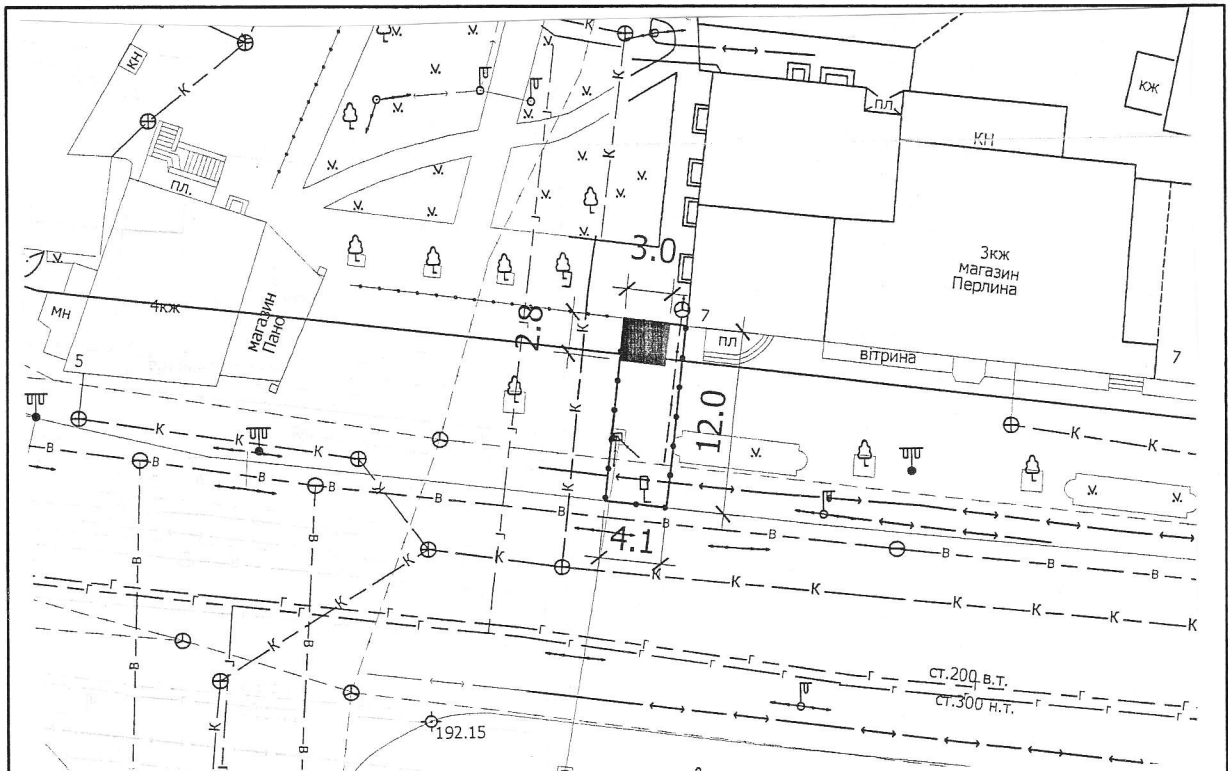 КН
К
К
пл.
КН
кж
3.0
3кж
магазин
Перлина
мн
4кж
магазин
Пано
2.8
7
пл
вітрина
7
5
12.0
К
К
К
К
К
К
К
В
В
В
В
В
4.1
В
В
В
К
К
К
К
К
К
К
Г
Г
Г
Г
ст.200 в.т.
ст.300 н.т.
192.15